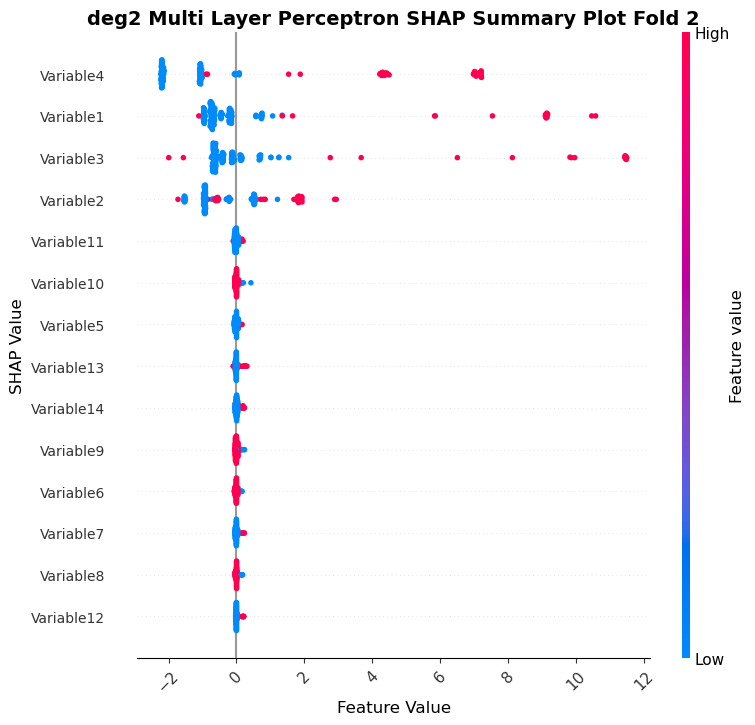 deg2 Multi Layer Perceptron SHAP Summary Plot Fold 2
High
Variable4
Variable1
Variable3
Variable2
Variable11
Variable10
Variable5
Variable13
Variable14
Variable9
Variable6
Variable7
Variable8
Variable12
SHAP Value
Feature value
Low
−2
0
2
4
6
8
10
12
Feature Value